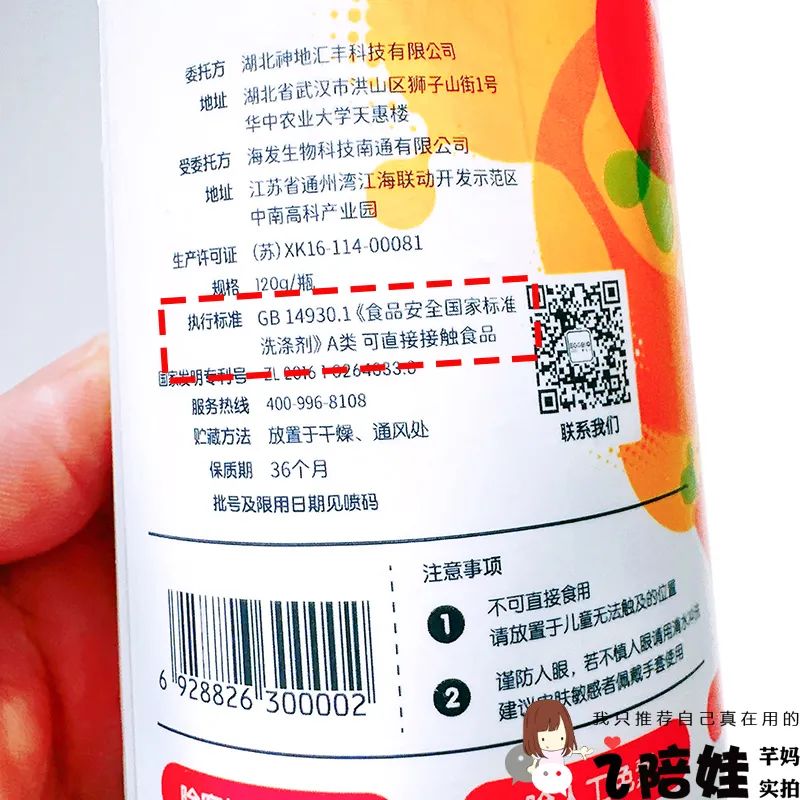 委托方 湖北神地汇丰科技有限公司
地址 湖北省武汉市洪山区狮子山街1号
华中农业大学天惠楼
受委托方 海发生物科技南通有限公司
地址 江苏省通州湾江海联动开发示范区
中南高科产业园
生产许可证 (苏)XK16-114-00081
规格 120g/瓶
执行标准 GB 14930.1《食品安全国家标准
洗涤剂》A类 可直接接触食品
国家发明专利号
服务热线 400-996-8108
贮藏方法 放置于干燥、通风处
保质期 36个月
批号及限用日期见喷码
联系我们
6 928826 300002
注意事项
1 不可直接食用
请放置于儿童无法触及的位置
2 谨防入眼，若不慎入眼请用清水冲洗
建议皮肤敏感者佩戴手套使用
我只推荐自己真在用的
飞陪娃
芊妈
实拍